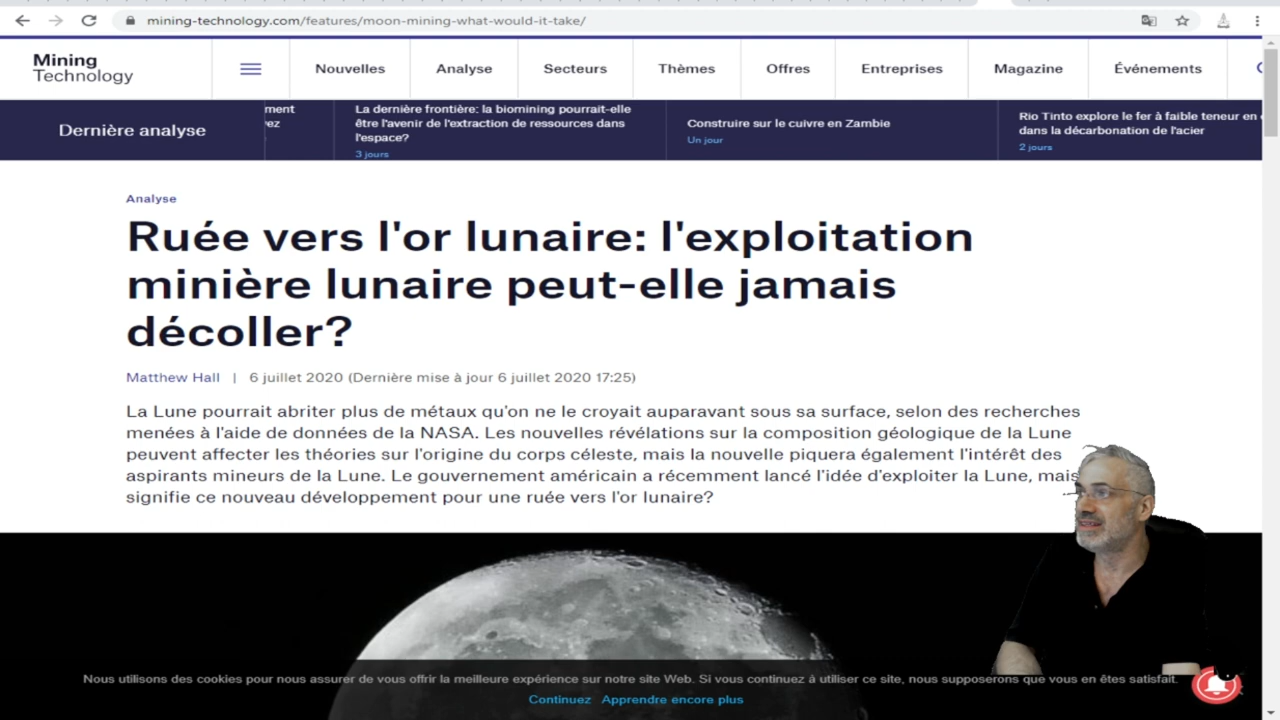 mining-technology.com/features/moon-mining-what-would-it-take/
Mining
Technology
Nouvelles
Analyse
Secteurs
Thèmes
Offres
Entreprises
Magazine
Événements
Dernière analyse
La dernière frontière: la biomining pourrait-elle
être l'avenir de l'extraction de ressources dans
l'espace?
3 jours
Construire sur le cuivre en Zambie
Un jour
Rio Tinto explore le fer à faible teneur en
dans la décarbonation de l'acier
2 jours
Analyse
Ruée vers l'or lunaire: l'exploitation
minière lunaire peut-elle jamais
décoller?
Matthew Hall | 6 juillet 2020 (Dernière mise à jour 6 juillet 2020 17:25)
La Lune pourrait abriter plus de métaux qu'on ne le croyait auparavant sous sa surface, selon des recherches
menées à l'aide de données de la NASA. Les nouvelles révélations sur la composition géologique de la Lune
peuvent affecter les théories sur l'origine du corps céleste, mais la nouvelle piquera également l'intérêt des
aspirants mineurs de la Lune. Le gouvernement américain a récemment lancé l'idée d'exploiter la Lune, mais
signifie ce nouveau développement pour une ruée vers l'or lunaire?
Nous utilisons des cookies pour nous assurer de vous offrir la meilleure expérience sur notre site Web. Si vous continuez à utiliser ce site, nous supposerons que vous en êtes satisfait.
Continuez Apprendre encore plus